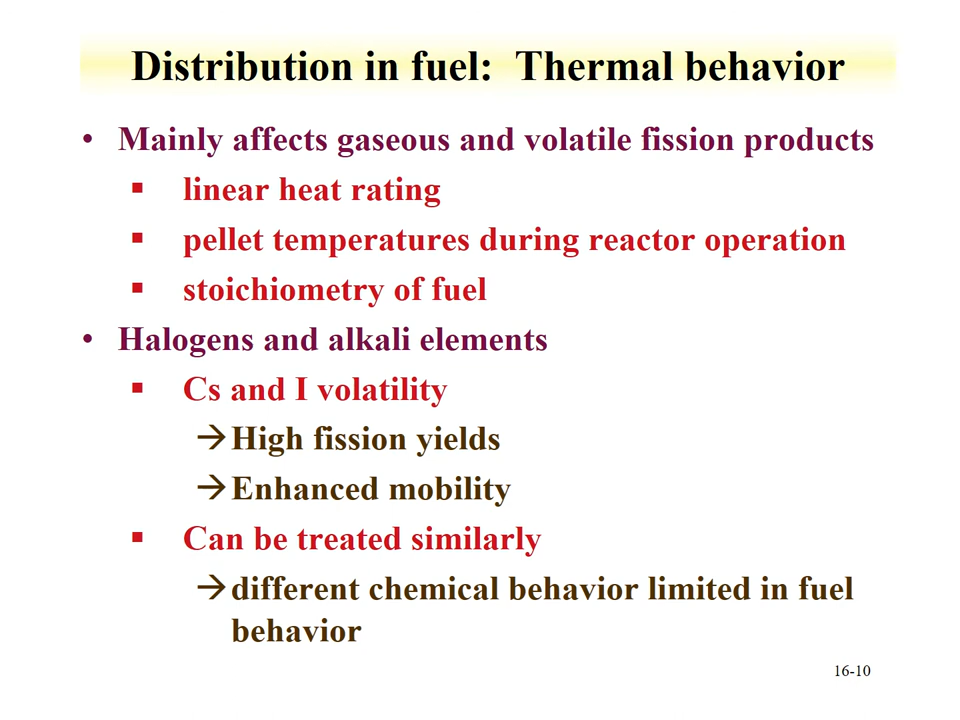 Distribution in fuel: Thermal behavior
• Mainly affects gaseous and volatile fission products
▪ linear heat rating
▪ pellet temperatures during reactor operation
▪ stoichiometry of fuel
• Halogens and alkali elements
▪ Cs and I volatility
→High fission yields
→Enhanced mobility
▪ Can be treated similarly
→different chemical behavior limited in fuel
behavior
16-10